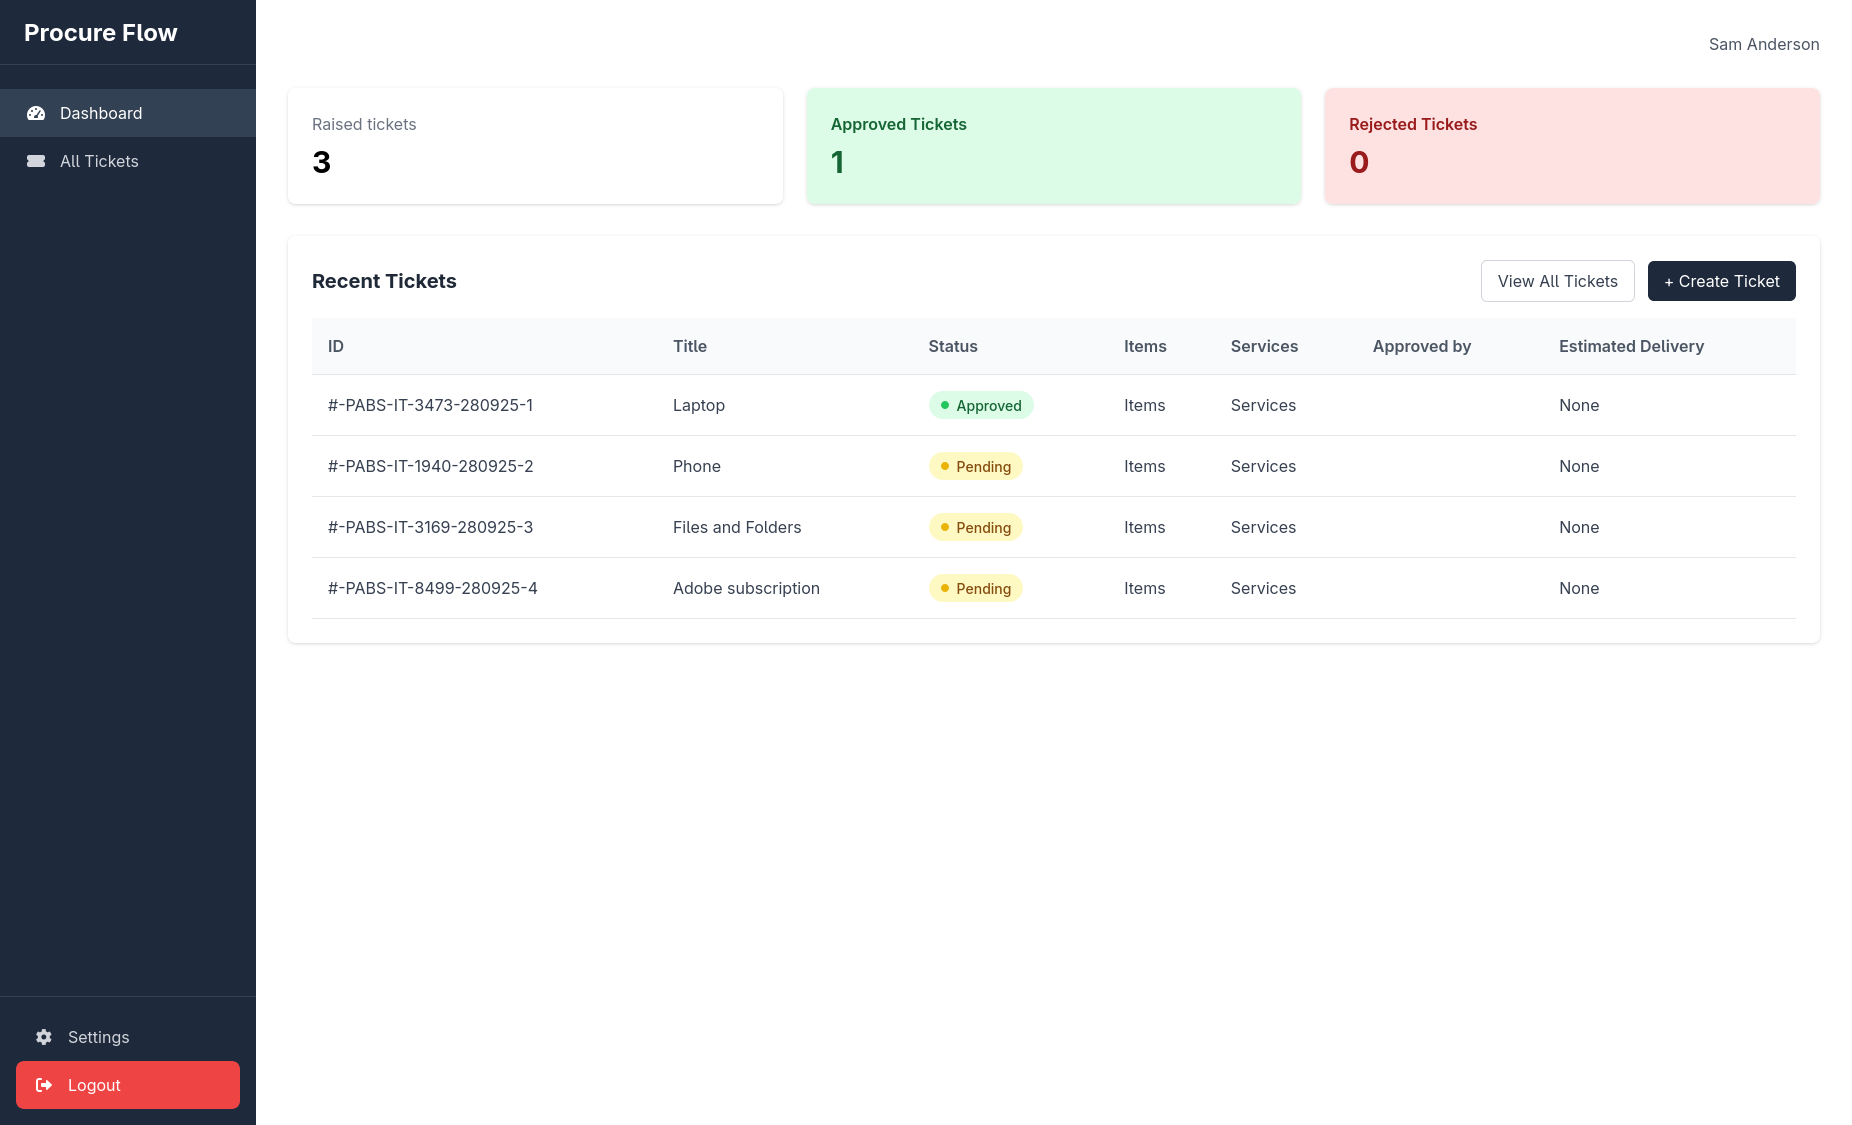 Procure Flow
Sam Anderson
Dashboard
All Tickets
Raised tickets
3
Approved Tickets
1
Rejected Tickets
0
Recent Tickets
View All Tickets
+ Create Ticket
ID Title Status Items Services Approved by Estimated Delivery
#-PABS-IT-3473-280925-1 Laptop Approved Items Services None
#-PABS-IT-1940-280925-2 Phone Pending Items Services None
#-PABS-IT-3169-280925-3 Files and Folders Pending Items Services None
#-PABS-IT-8499-280925-4 Adobe subscription Pending Items Services None
Settings
Logout